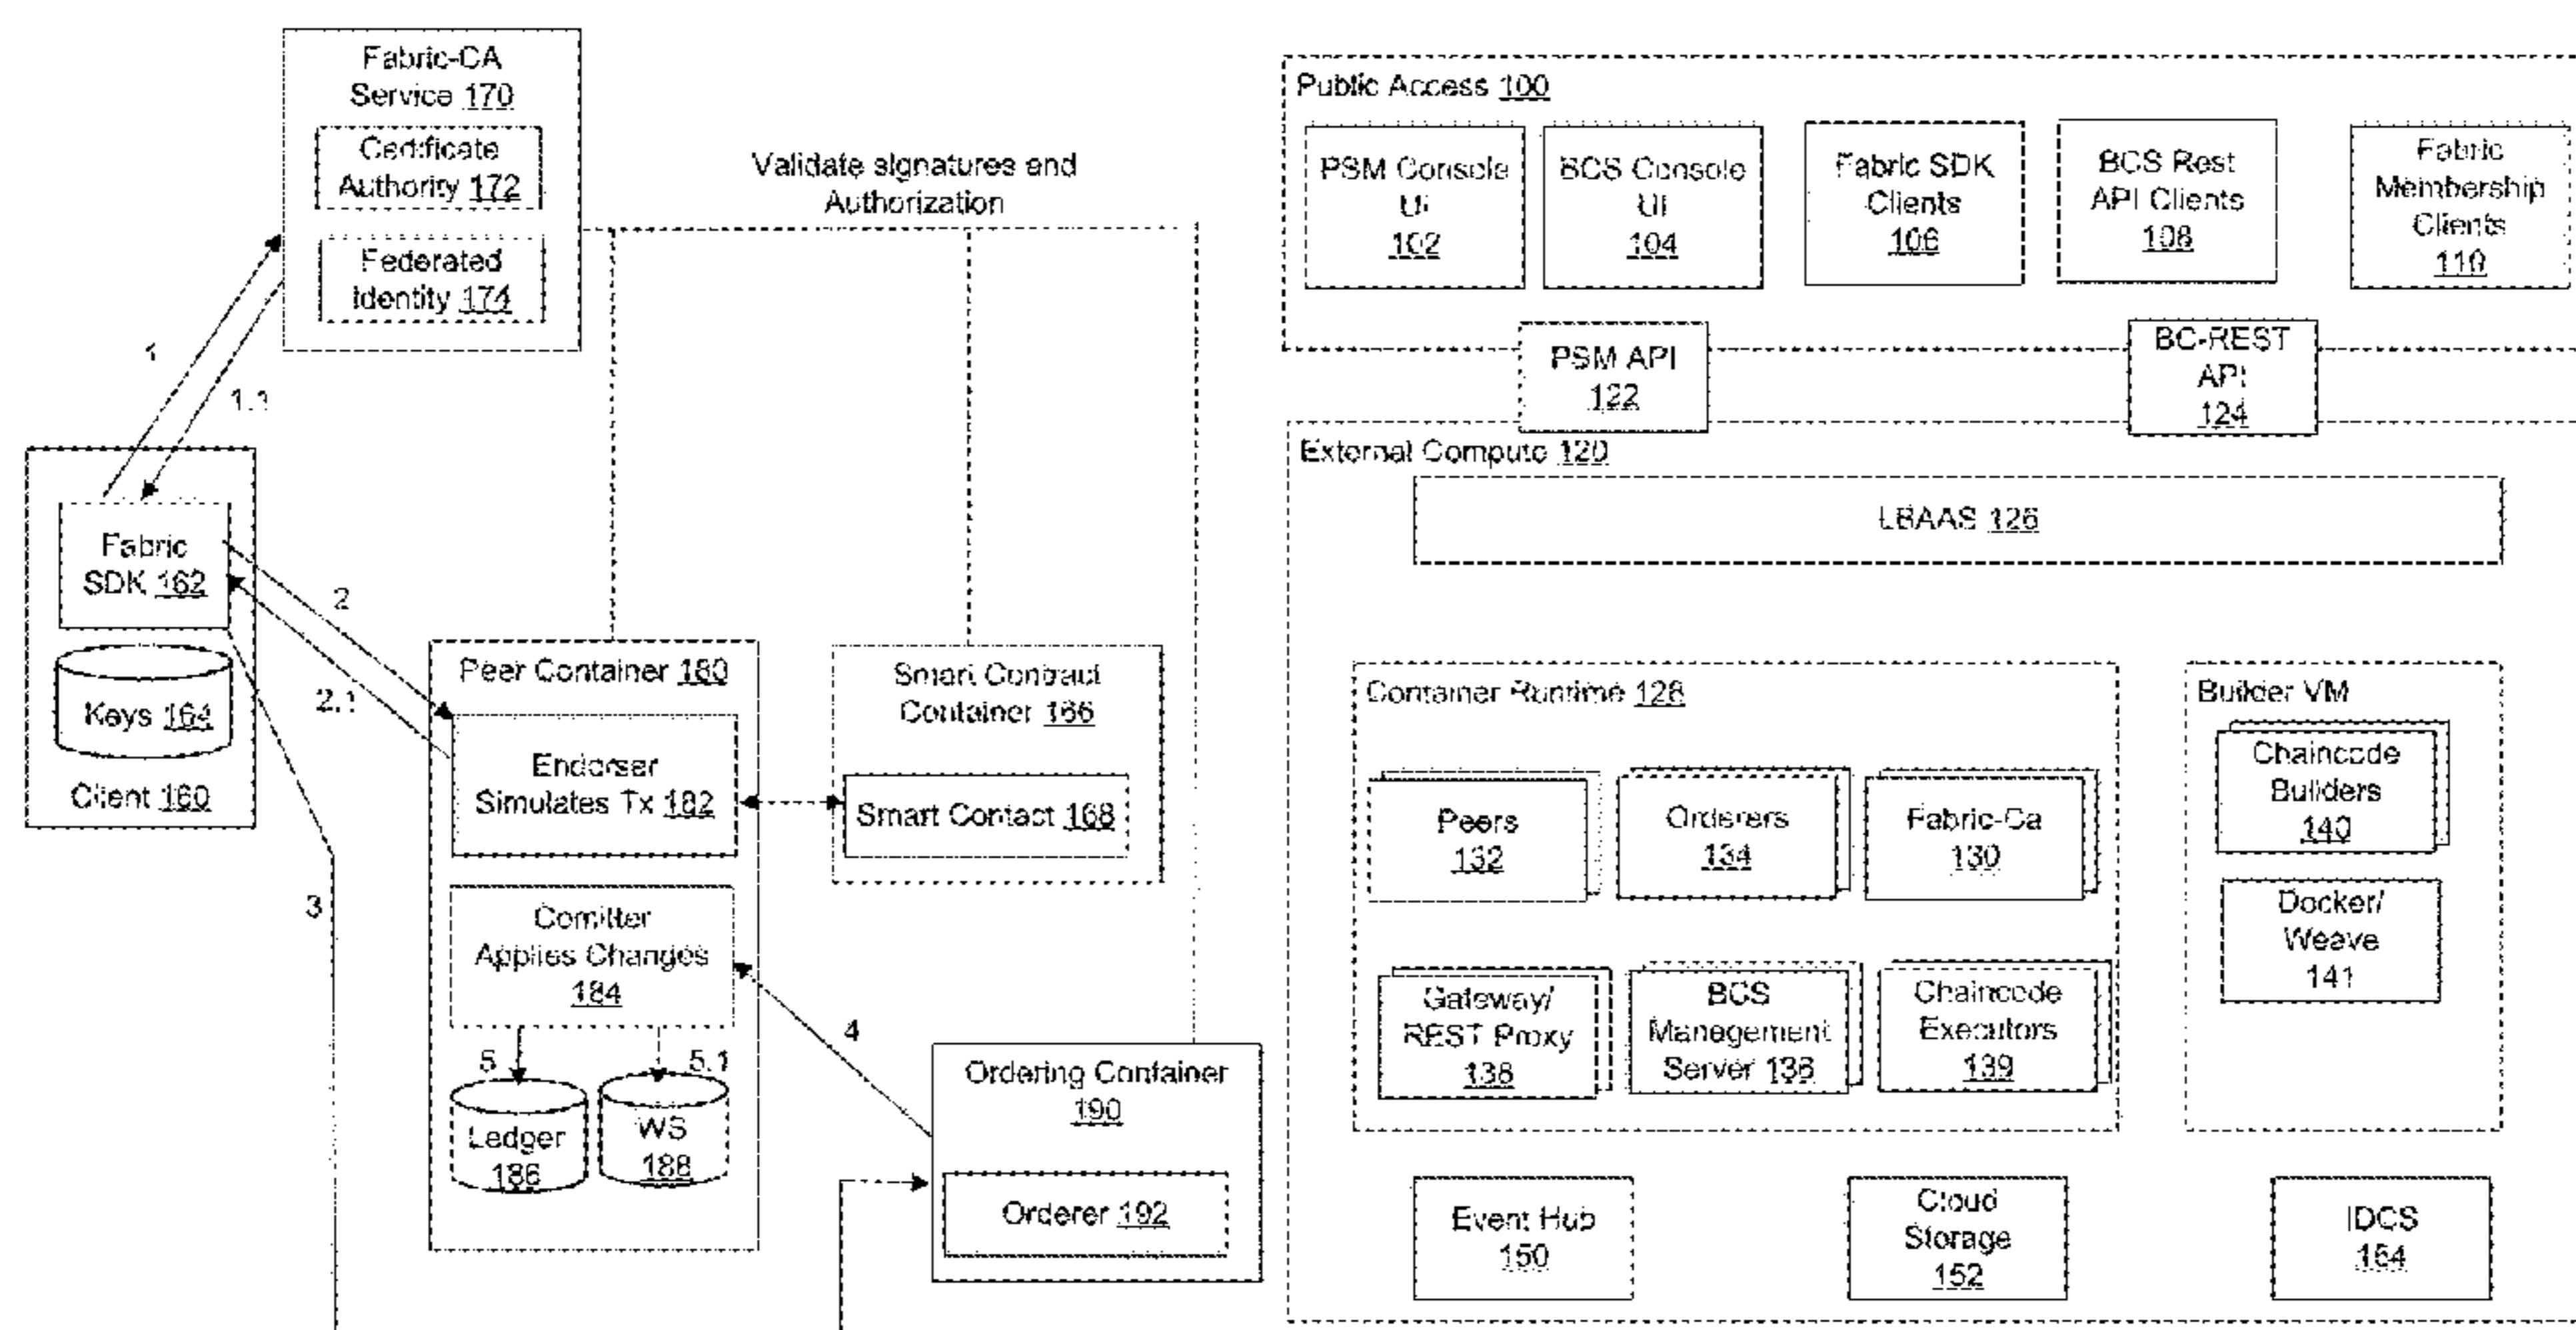 Fabric-CA
Service 170
Certificate
Authority 172
Federated
Identity 174
Validate signatures and
Authorization
1
1.1
Fabric
SDK 162
Keys 164
Client 160
2
2.1
3
Peer Container 180
Endorser
Simulates Tx 182
Comitter
Applies Changes
184
5
5.1
Ledger
186
WS
188
Smart Contract
Container 166
Smart Contact 168
4
Ordering Container
190
Orderer 192
Public Access 100
PSM Console
UI
102
BCS Console
UI
104
Fabric SDK
Clients
106
BCS Rest
API Clients
108
Fabric
Membership
Clients
110
PSM API
122
BC-REST
API
124
External Compute 120
LBAAS 126
Container Runtime 128
Peers
132
Orderers
134
Fabric-Ca
130
Gateway/
REST Proxy
138
BCS
Management
Server 136
Chaincode
Executors
139
Builder VM
Chaincode
Builders
140
Docker/
Weave
141
Event Hub
150
Cloud
Storage
152
IDCS
154